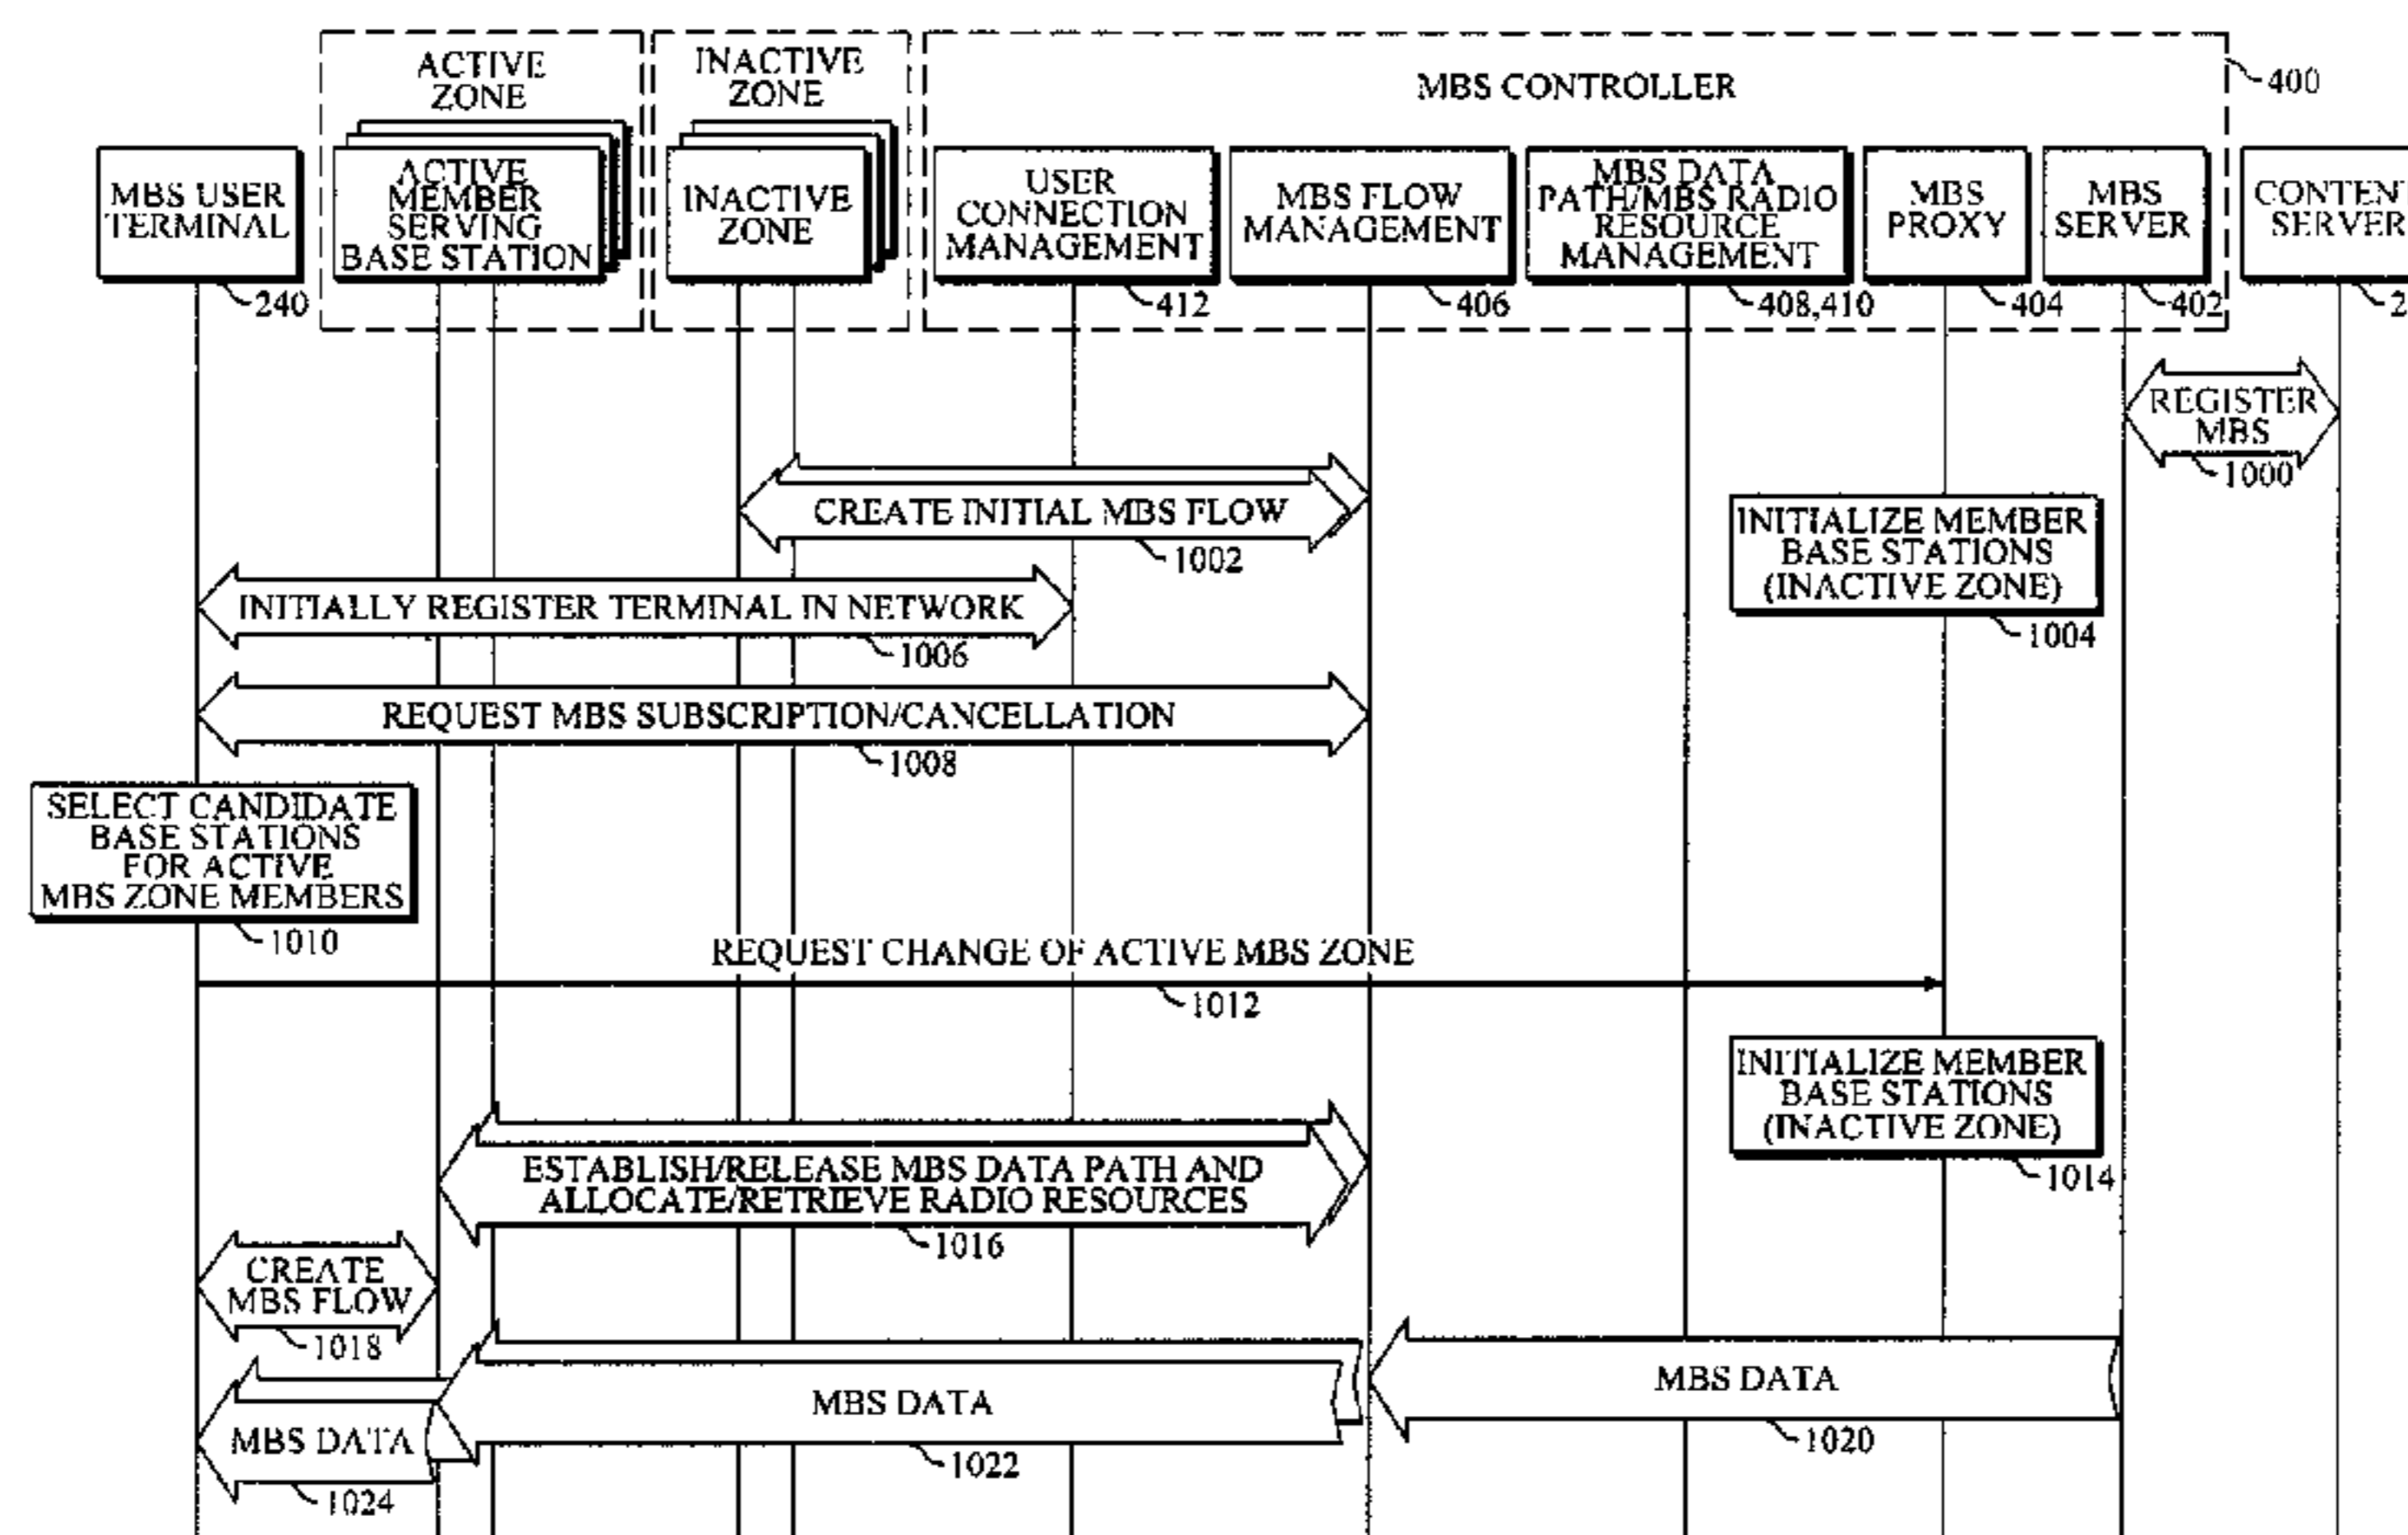 ACTIVE
ZONE
INACTIVE
ZONE
MBS CONTROLLER
400
MBS USER
TERMINAL
240
ACTIVE
MEMBER
SERVING
BASE STATION
INACTIVE
ZONE
USER
CONNECTION
MANAGEMENT
412
MBS FLOW
MANAGEMENT
406
MBS DATA
PATH/MBS RADIO
RESOURCE
MANAGEMENT
408,410
MBS
PROXY
404
MBS
SERVER
402
CONTEN
SERVER
2
REGISTER
MBS
1000
CREATE INITIAL MBS FLOW
1002
INITIALIZE MEMBER
BASE STATIONS
(INACTIVE ZONE)
1004
INITIALLY REGISTER TERMINAL IN NETWORK
1006
REQUEST MBS SUBSCRIPTION/CANCELLATION
1008
SELECT CANDIDATE
BASE STATIONS
FOR ACTIVE
MBS ZONE MEMBERS
1010
REQUEST CHANGE OF ACTIVE MBS ZONE
1012
INITIALIZE MEMBER
BASE STATIONS
(INACTIVE ZONE)
1014
ESTABLISH/RELEASE MBS DATA PATH AND
ALLOCATE/RETRIEVE RADIO RESOURCES
1016
CREATE
MBS FLOW
1018
MBS DATA
1020
MBS DATA
1022
MBS DATA
1024